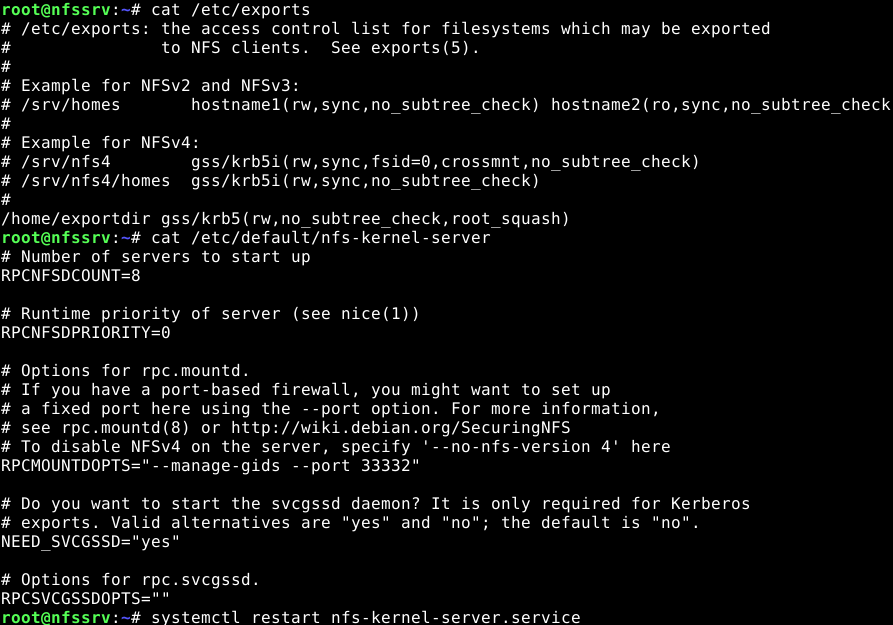 root@nfssrv:~# cat /etc/exports
# /etc/exports: the access control list for filesystems which may be exported
#               to NFS clients.  See exports(5).
#
# Example for NFSv2 and NFSv3:
# /srv/homes       hostname1(rw,sync,no_subtree_check) hostname2(ro,sync,no_subtree_check
#
# Example for NFSv4:
# /srv/nfs4        gss/krb5i(rw,sync,fsid=0,crossmnt,no_subtree_check)
# /srv/nfs4/homes  gss/krb5i(rw,sync,no_subtree_check)
#
/home/exportdir gss/krb5(rw,no_subtree_check,root_squash)
root@nfssrv:~# cat /etc/default/nfs-kernel-server
# Number of servers to start up
RPCNFSDCOUNT=8

# Runtime priority of server (see nice(1))
RPCNFSDPRIORITY=0

# Options for rpc.mountd.
# If you have a port-based firewall, you might want to set up
# a fixed port here using the --port option. For more information,
# see rpc.mountd(8) or http://wiki.debian.org/SecuringNFS
# To disable NFSv4 on the server, specify '--no-nfs-version 4' here
RPCMOUNTDOPTS="--manage-gids --port 33332"

# Do you want to start the svcgssd daemon? It is only required for Kerberos
# exports. Valid alternatives are "yes" and "no"; the default is "no".
NEED_SVCGSSD="yes"

# Options for rpc.svcgssd.
RPCSVCGSSDOPTS=""
root@nfssrv:~# systemctl restart nfs-kernel-server.service